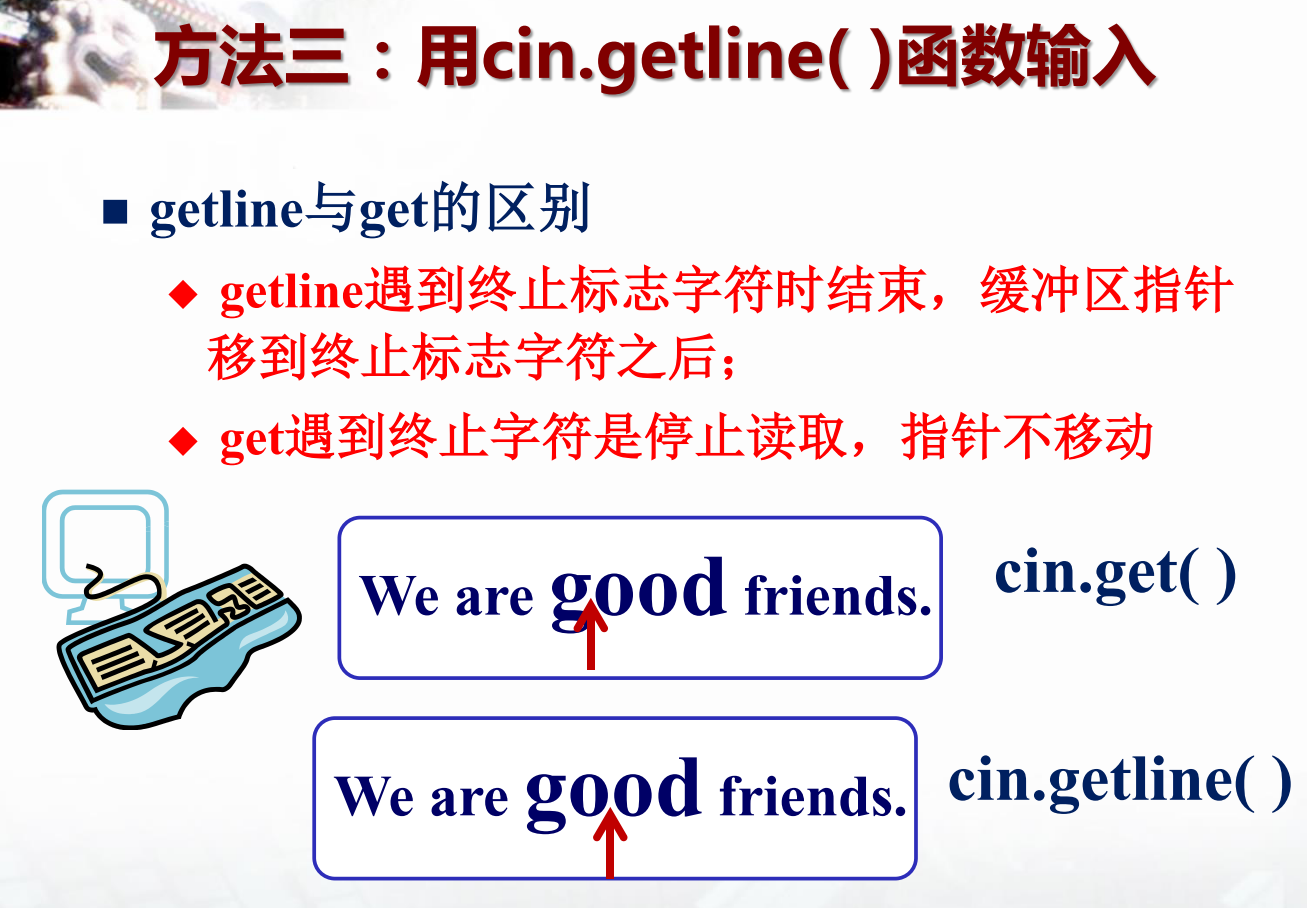 方法三：用cin.getline( )函数输入
getline与get的区别
getline遇到终止标志字符时结束，缓冲区指针
移到终止标志字符之后；
get遇到终止字符是停止读取，指针不移动
We are good friends.
cin.get( )
We are good friends.
cin.getline( )